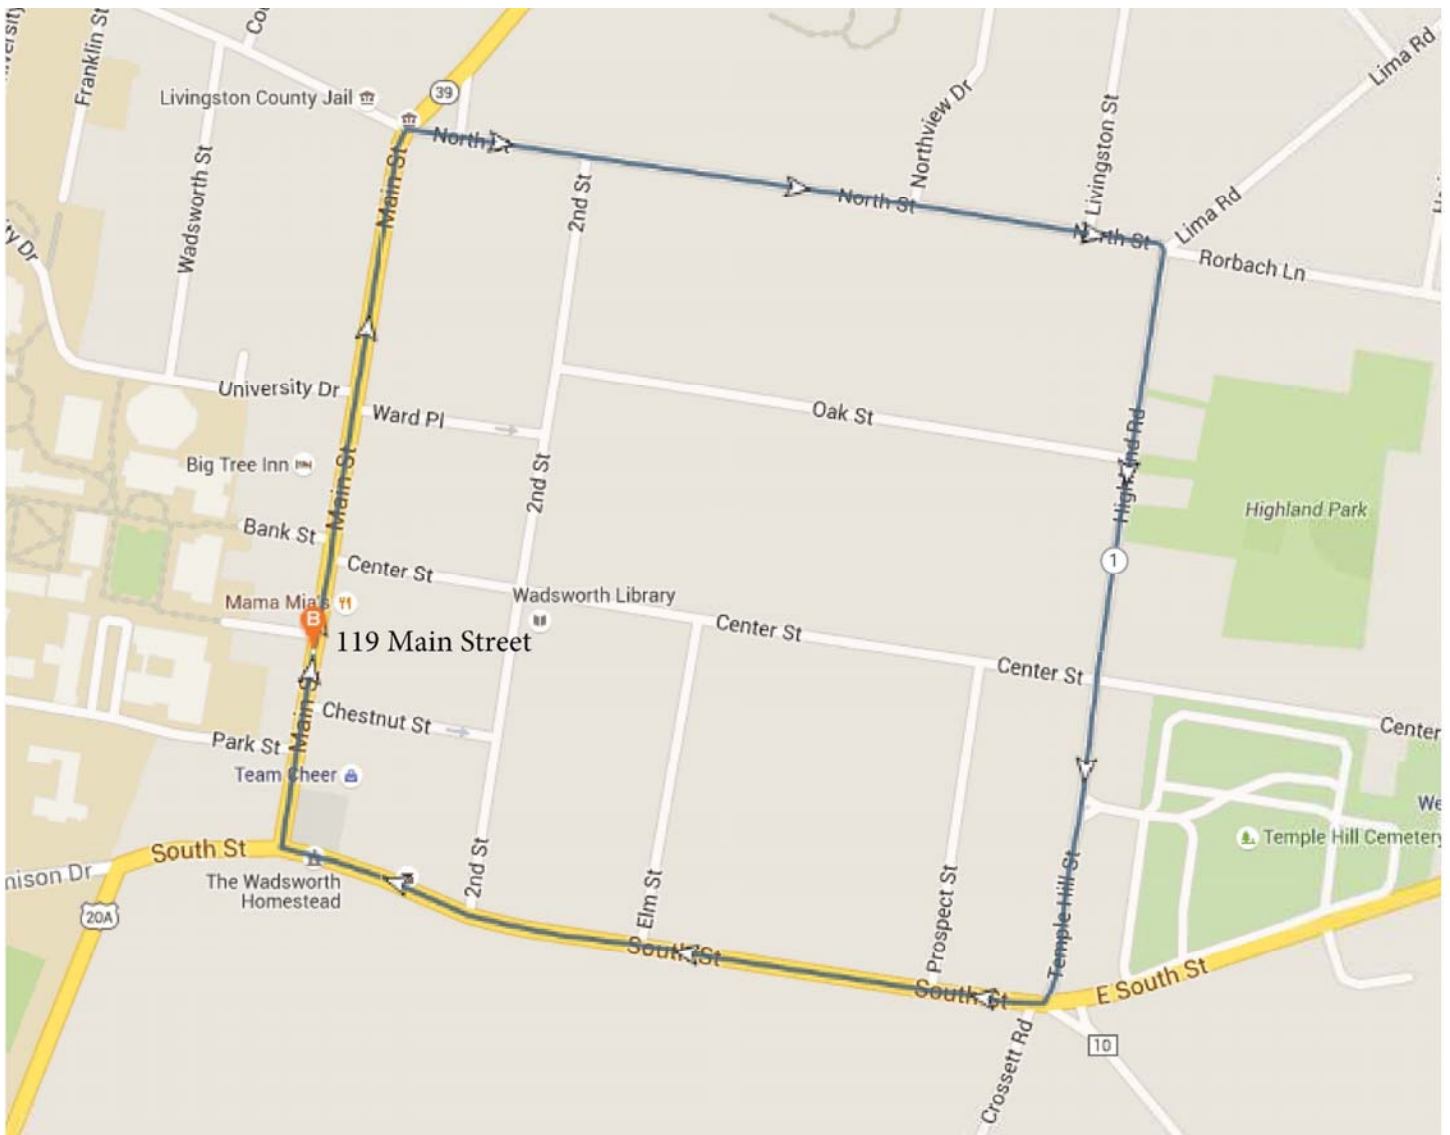 Franklin St
Livingston County Jail
39
Lima Rd
Northview Dr
Livingston St
Wadsworth St
Main St
North St
2nd St
North St
North St
Lima Rd
Rorbach Ln
University Dr
Ward Pl
Oak St
Highland Rd
Big Tree Inn
Main St
2nd St
Highland Park
Bank St
Center St
1
Mama Mia's
Wadsworth Library
B
119 Main Street
Center St
Center St
Center
Chestnut St
Park St
Main S
Team Cheer
We
Temple Hill Cemetery
South St
nison Dr
The Wadsworth
Homestead
20A
2nd St
Elm St
Prospect St
Temple Hill St
South St
South St
E South St
Crossett Rd
10